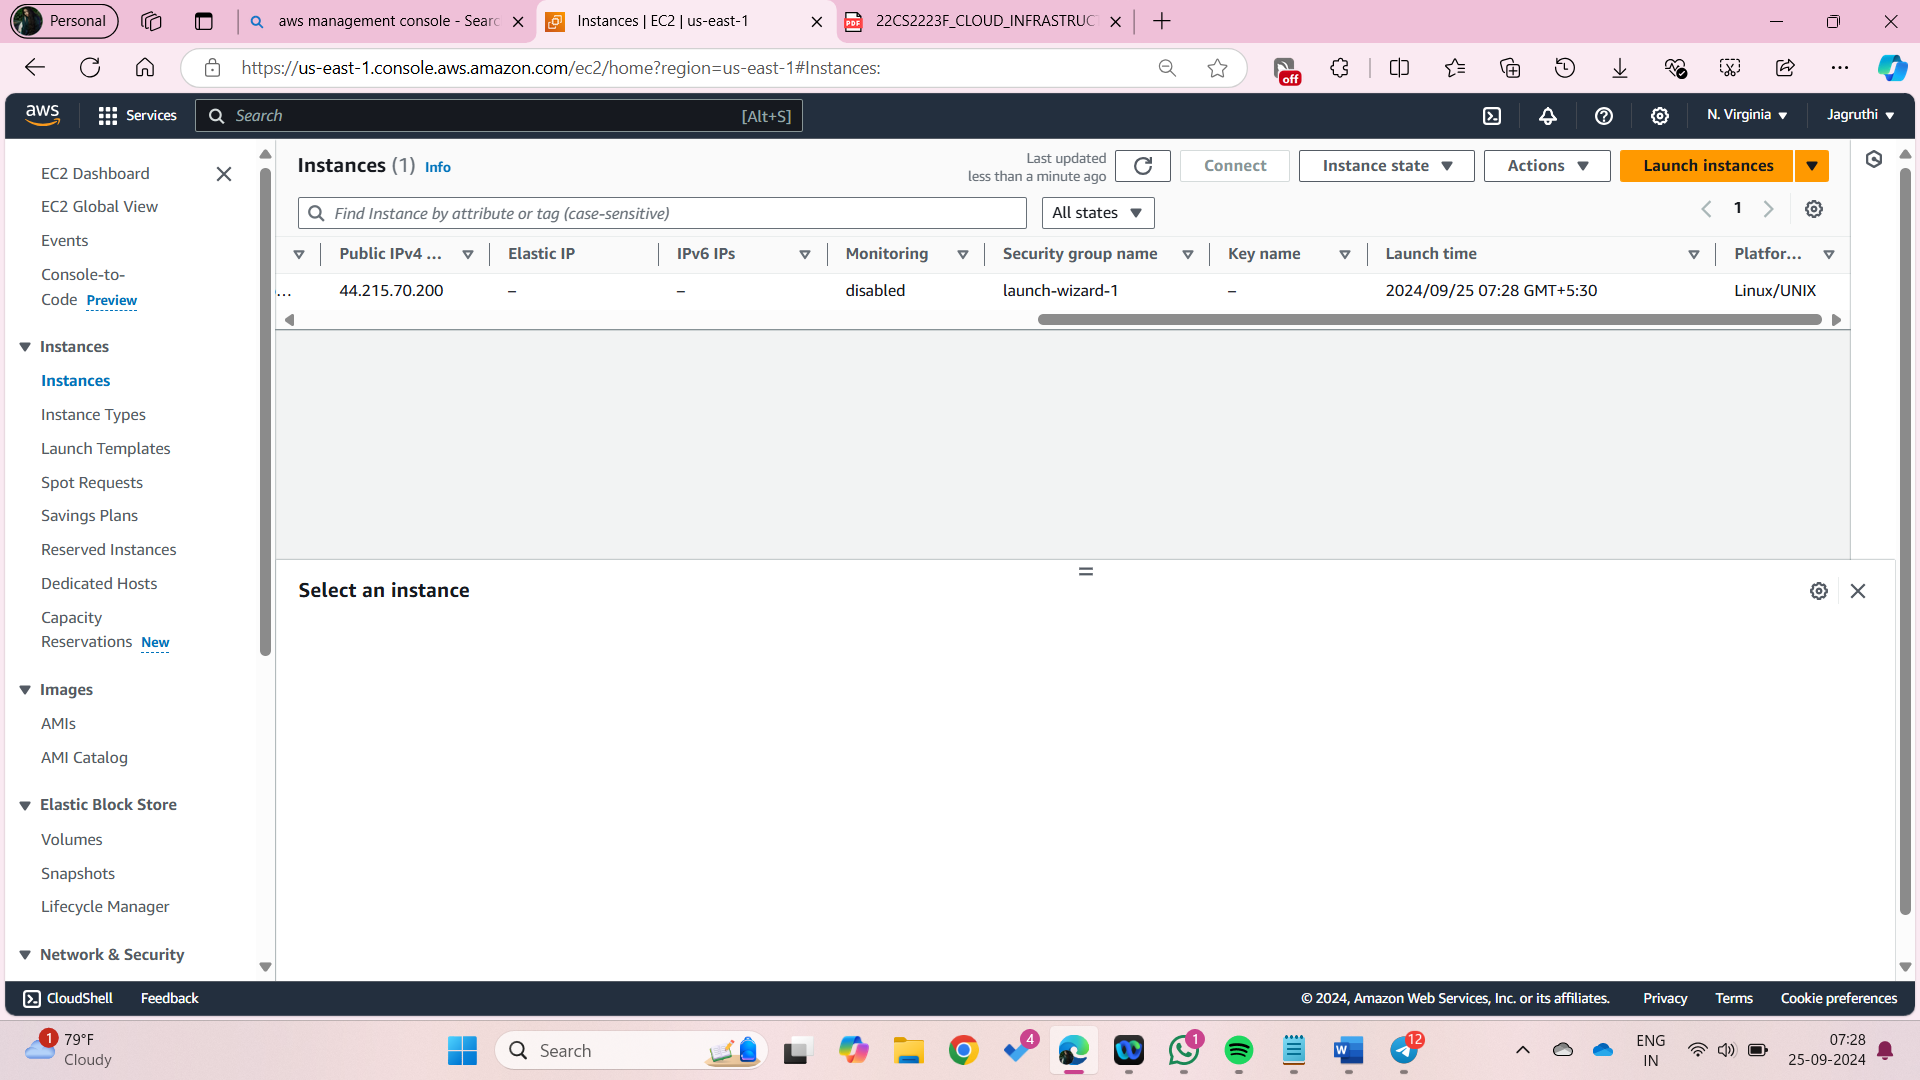 Personal
aws management console - Searc
Instances | EC2 | us-east-1
22CS2223F_CLOUD_INFRASTRUCT
https://us-east-1.console.aws.amazon.com/ec2/home?region=us-east-1#Instances:
off
aws
Services
Search
[Alt+S]
N. Virginia
Jagruthi
EC2 Dashboard
EC2 Global View
Events
Console-to-
Code Preview
Instances
Instances
Instance Types
Launch Templates
Spot Requests
Savings Plans
Reserved Instances
Dedicated Hosts
Capacity
Reservations New
Images
AMIs
AMI Catalog
Elastic Block Store
Volumes
Snapshots
Lifecycle Manager
Network & Security
Instances (1) Info
Last updated
less than a minute ago
Connect
Instance state
Actions
Launch instances
Find Instance by attribute or tag (case-sensitive)
All states
1
Public IPv4 ... Elastic IP IPv6 IPs Monitoring Security group name Key name Launch time Platfor...
... 44.215.70.200 – – disabled launch-wizard-1 – 2024/09/25 07:28 GMT+5:30 Linux/UNIX
Select an instance
CloudShell Feedback © 2024, Amazon Web Services, Inc. or its affiliates. Privacy Terms Cookie preferences
1
79°F
Cloudy
Search
4
1
12
ENG
IN
07:28
25-09-2024